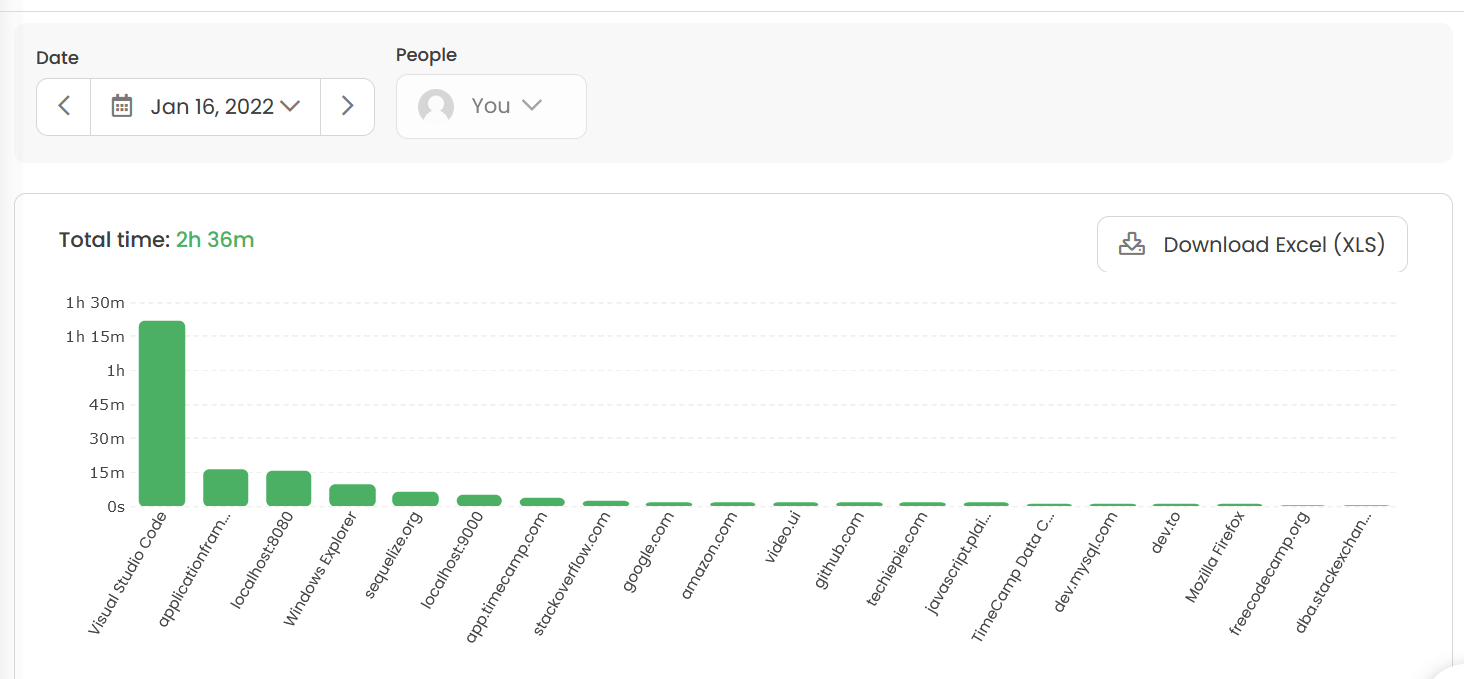 Date
People
Jan 16, 2022
You
Total time: 2h 36m
Download Excel (XLS)
1h 30m
1h 15m
1h
45m
30m
15m
0s
Visual Studio Code
applicationfram...
localhost:8080
Windows Explorer
sequelize.org
localhost:9000
app.timecamp.com
stackoverflow.com
google.com
amazon.com
video.ui
github.com
techiepie.com
javascript.plai...
TimeCamp Data C...
dev.mysql.com
dev.to
Mozilla Firefox
freecodecamp.org
dba.stackexchan...